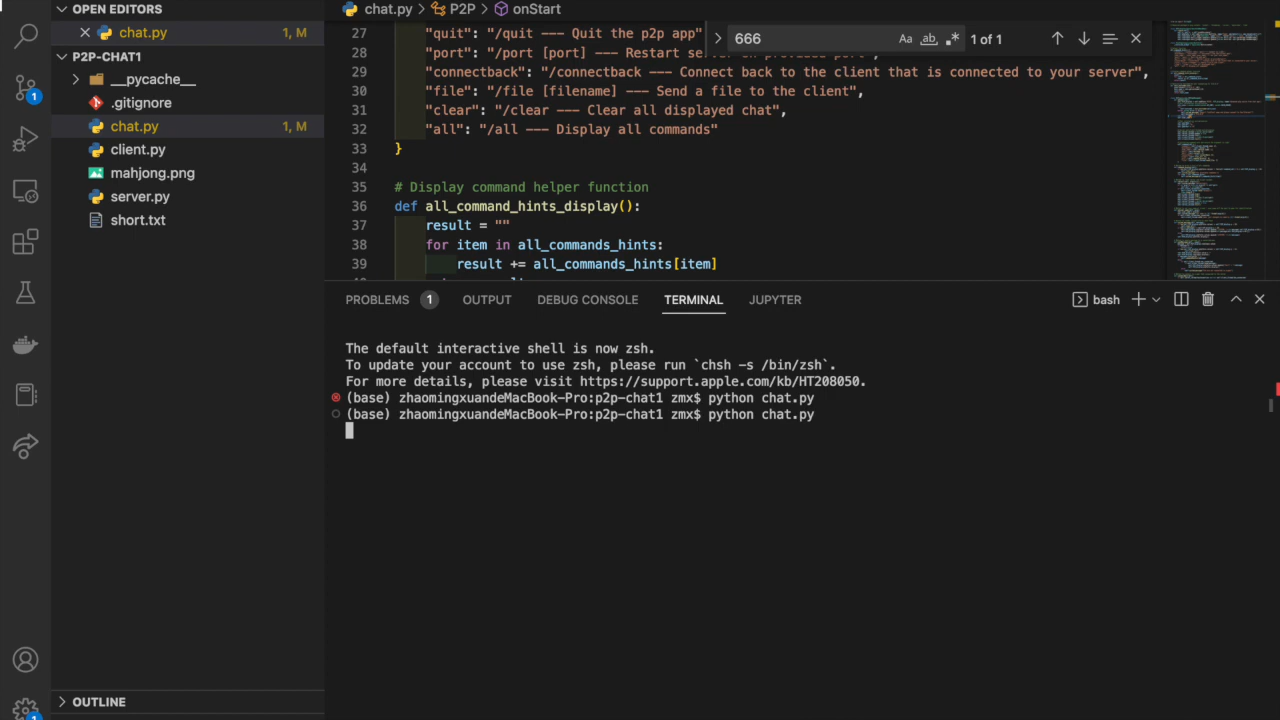 OPEN EDITORS
chat.py 1, M
P2P-CHAT1
__pycache__
.gitignore
chat.py 1, M
client.py
mahjong.png
server.py
short.txt
OUTLINE
1
1
chat.py > P2P > onStart
666 Aa ab .* 1 of 1
27 "quit": "/quit --- Quit the p2p app"
28 "port": "/port [port] --- Restart
29 "connectback": "/connectback --- Connect back to the client that is connected to your server",
30 "file": "/file [filename] --- Send a file to the client",
31 "clear": "/clear --- Clear all displayed chat",
32 "all": "/all --- Display all commands"
33 }
34
35 # Display command helper function
36 def all_command_hints_display():
37 result = ""
38 for item in all_commands_hints:
39 result += all_commands_hints[item]
PROBLEMS 1 OUTPUT DEBUG CONSOLE TERMINAL JUPYTER bash
The default interactive shell is now zsh.
To update your account to use zsh, please run `chsh -s /bin/zsh`.
For more details, please visit https://support.apple.com/kb/HT208050.
(base) zhaomingxuandeMacBook-Pro:p2p-chat1 zmx$ python chat.py
(base) zhaomingxuandeMacBook-Pro:p2p-chat1 zmx$ python chat.py